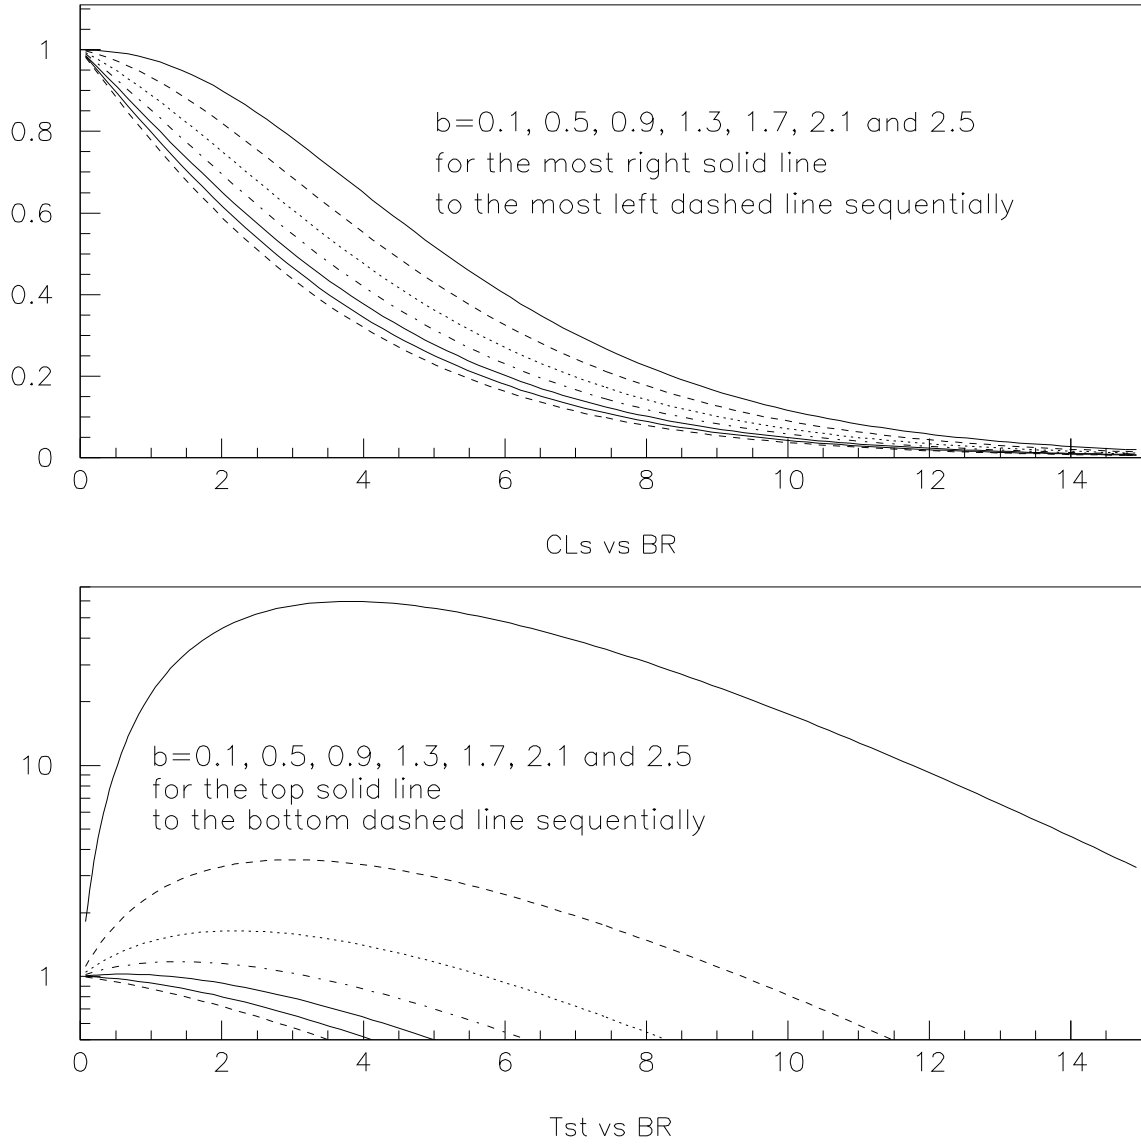 1
0.8
0.6
0.4
0.2
0
b=0.1, 0.5, 0.9, 1.3, 1.7, 2.1 and 2.5
for the most right solid line
to the most left dashed line sequentially
0 2 4 6 8 10 12 14
CLs vs BR
10
1
b=0.1, 0.5, 0.9, 1.3, 1.7, 2.1 and 2.5
for the top solid line
to the bottom dashed line sequentially
0 2 4 6 8 10 12 14
Tst vs BR